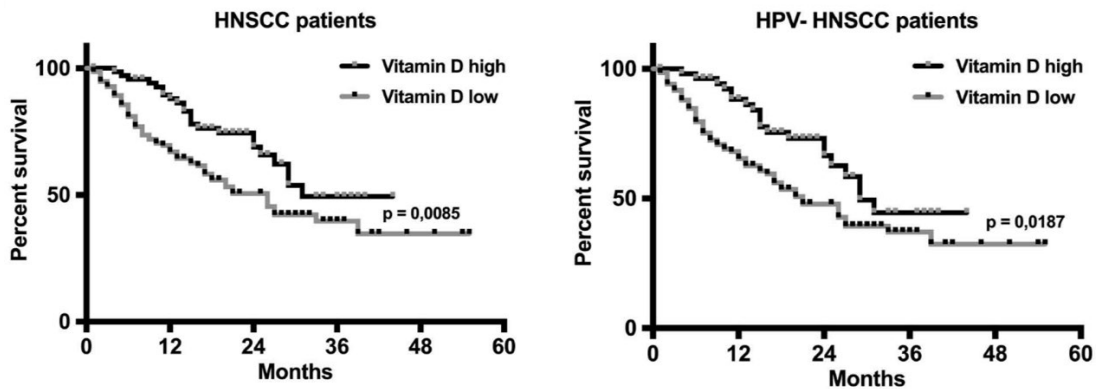 HNSCC patients
Percent survival
100
50
0
Vitamin D high
Vitamin D low
p = 0,0085
0 12 24 36 48 60
Months
HPV- HNSCC patients
Percent survival
100
50
0
Vitamin D high
Vitamin D low
p = 0,0187
0 12 24 36 48 60
Months